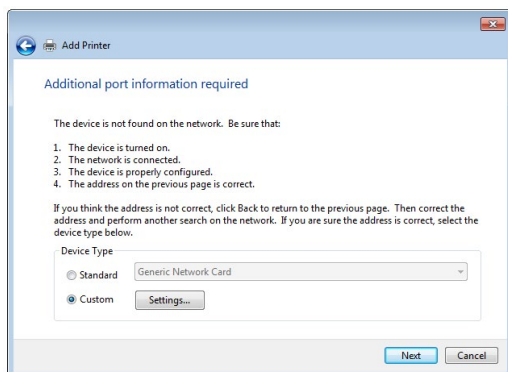 Add Printer
Additional port information required
The device is not found on the network.  Be sure that:
1.  The device is turned on.
2.  The network is connected.
3.  The device is properly configured.
4.  The address on the previous page is correct.
If you think the address is not correct, click Back to return to the previous page.  Then correct the
address and perform another search on the network.  If you are sure the address is correct, select the
device type below.
Device Type
Standard Generic Network Card
Custom Settings...
Next Cancel